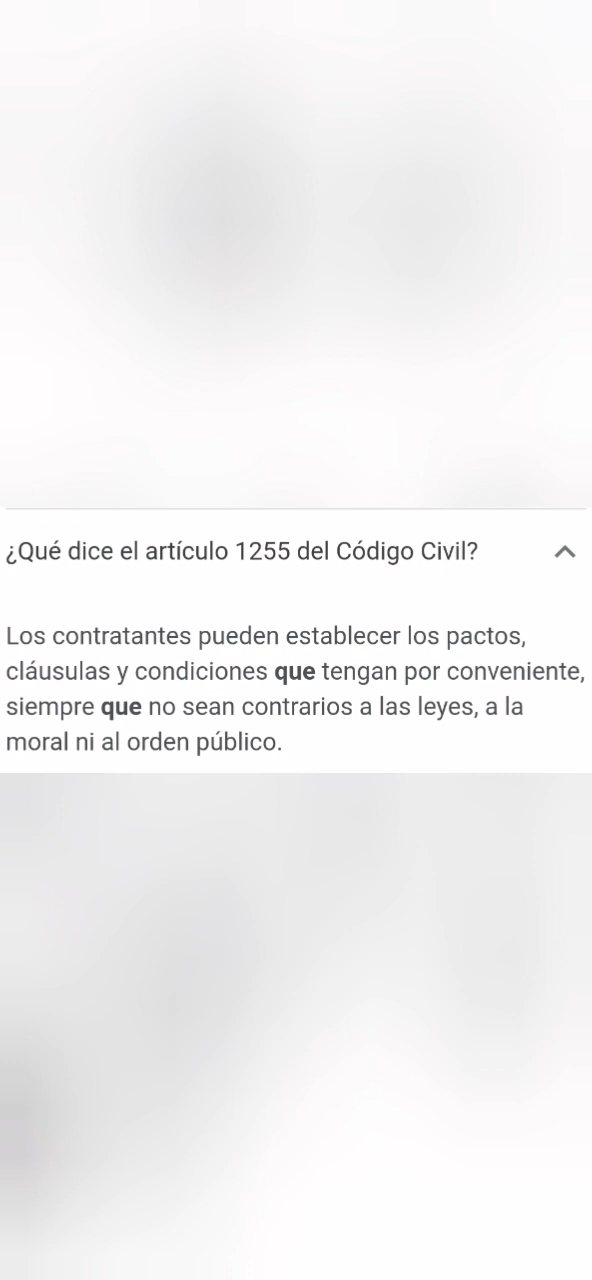 ¿Qué dice el artículo 1255 del Código Civil?
Los contratantes pueden establecer los pactos,
cláusulas y condiciones que tengan por conveniente,
siempre que no sean contrarios a las leyes, a la
moral ni al orden público.